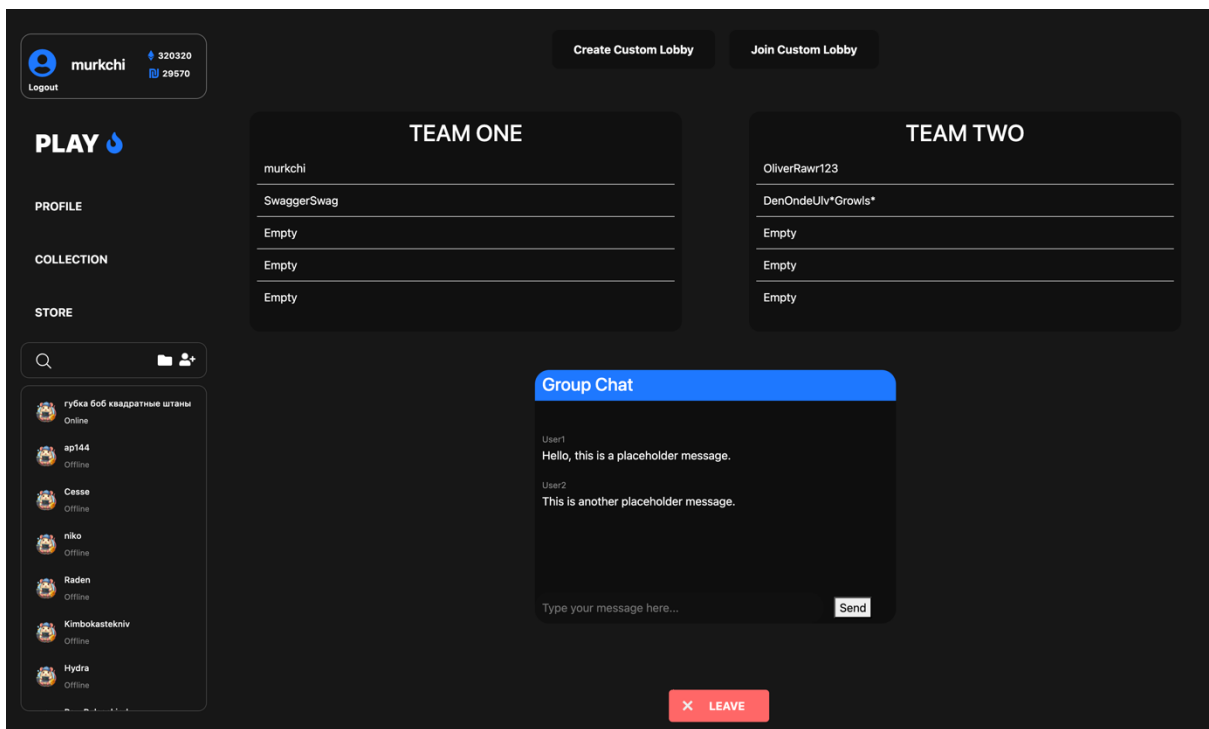 murkchi
320320
29570
Logout
Create Custom Lobby
Join Custom Lobby
PLAY
PROFILE
COLLECTION
STORE
TEAM ONE
murkchi
SwaggerSwag
Empty
Empty
Empty
TEAM TWO
OliverRawr123
DenOndeUlv*Growls*
Empty
Empty
Empty
губка боб квадратные штаны
Online
ap144
Offline
Cesse
Offline
niko
Offline
Raden
Offline
Kimbokastekniv
Offline
Hydra
Offline
Group Chat
User1
Hello, this is a placeholder message.
User2
This is another placeholder message.
Type your message here...
Send
LEAVE